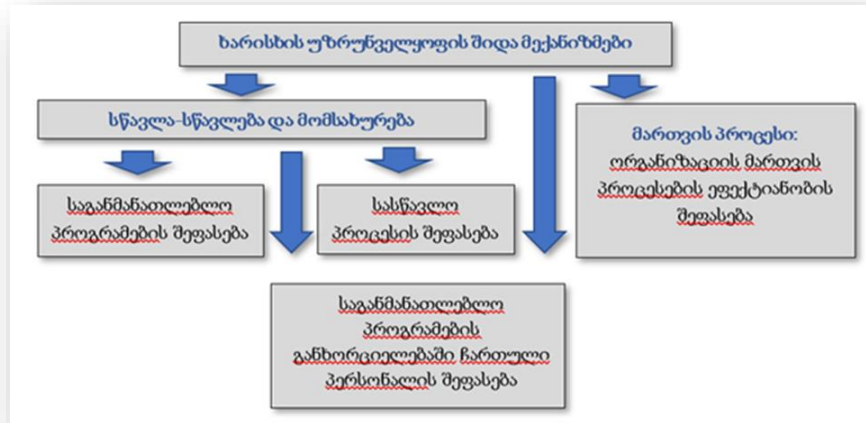 ხარისხის უზრუნველყოფის შიდა მექანიზმები
სწავლა-სწავლება და მომსახურება
მართვის პროცესი:
ორგანიზაციის მართვის
პროცესების ეფექტიანობის
შეფასება
საგანმანათლებლო
პროგრამების შეფასება
სასწავლო
პროცესის შეფასება
საგანმანათლებლო
პროგრამების
განხორციელებაში ჩართული
პერსონალის შეფასება